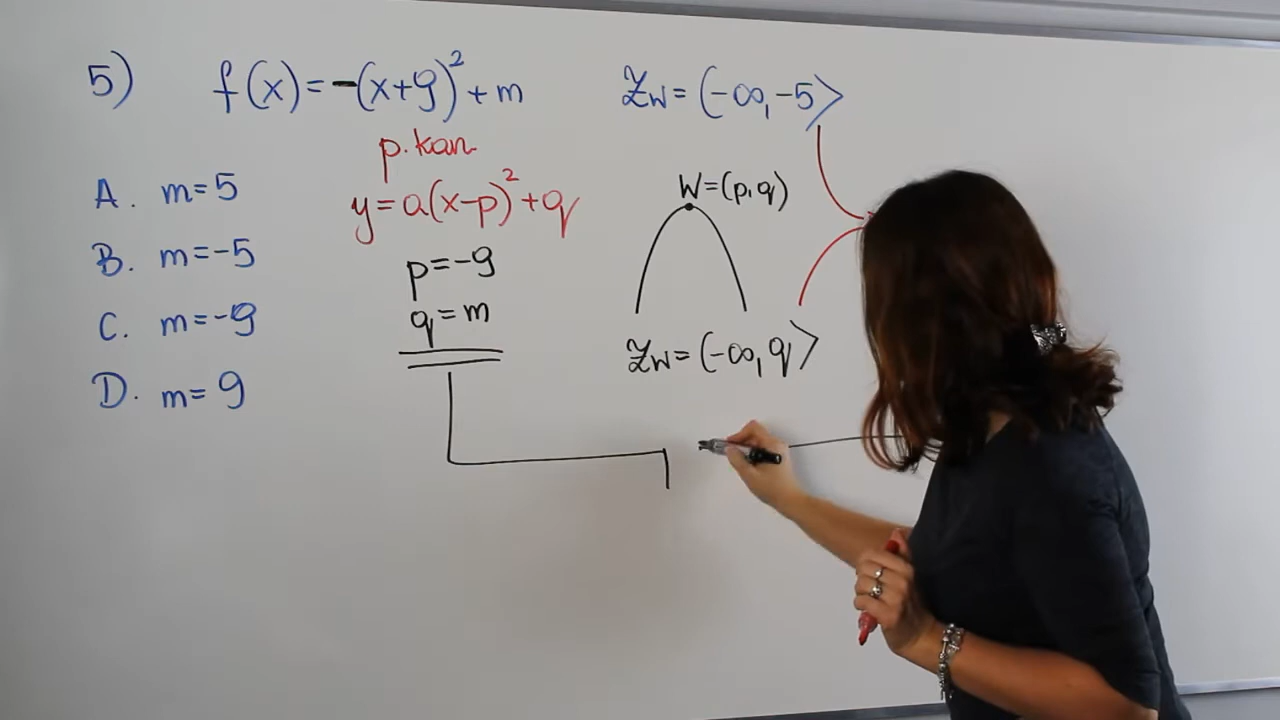 5) f(x)=-(x+9)²+m
Zw=(-∞,-5⟩
p.kan
y=a(x-p)²+q
p=-9
q=m
A. m=5
B. m=-5
C. m=-9
D. m=9
W=(p,q)
Zw=(-∞,q⟩